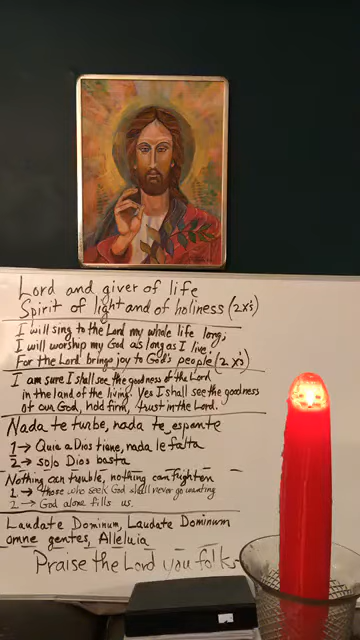 Lord and giver of life
Spirit of light and of holiness (2x's)
I will sing to the Lord my whole life long;
I will worship my God as long as I live;
For the Lord brings joy to God's people (2x's)
I am sure I shall see the goodness of the Lord
in the land of the living. Yes I shall see the goodness
of our God, hold firm, trust in the Lord.
Nada te turbe, nada te espante
1→ Quie a Dios tiene, nada le falta
2→ solo Dios basta
Nothing can trouble, nothing can frighten
1→ Those who seek God shall never go wanting
2→ God alone fills us.
Laudate Dominum, Laudate Dominum
omne gentes, Alleluia
Praise the Lord you folks